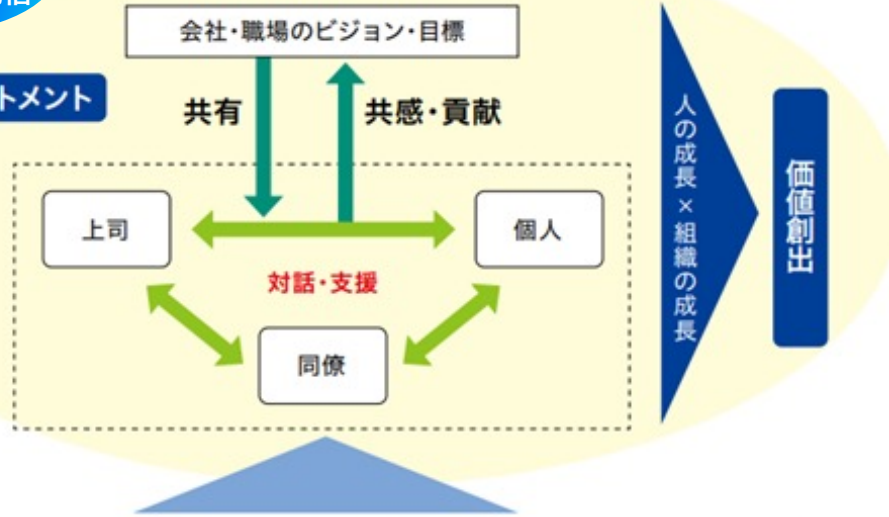 会社・職場のビジョン・目標
トメント
共有
共感・貢献
上司
個人
対話・支援
同僚
人の成長×組織の成長
価値創出